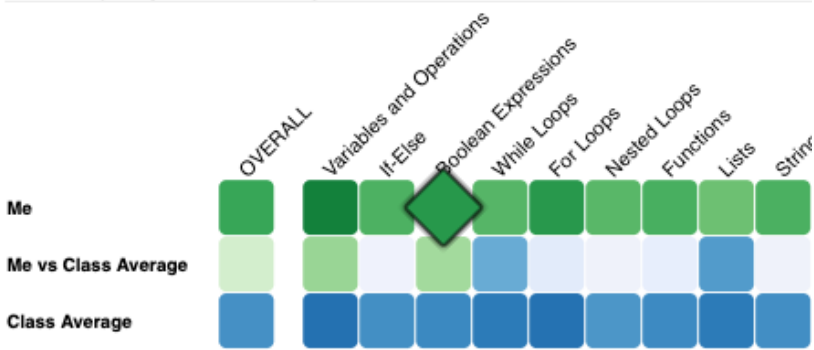 OVERALL
Variables and Operations
If-Else
Boolean Expressions
While Loops
For Loops
Nested Loops
Functions
Lists
String
Me
Me vs Class Average
Class Average